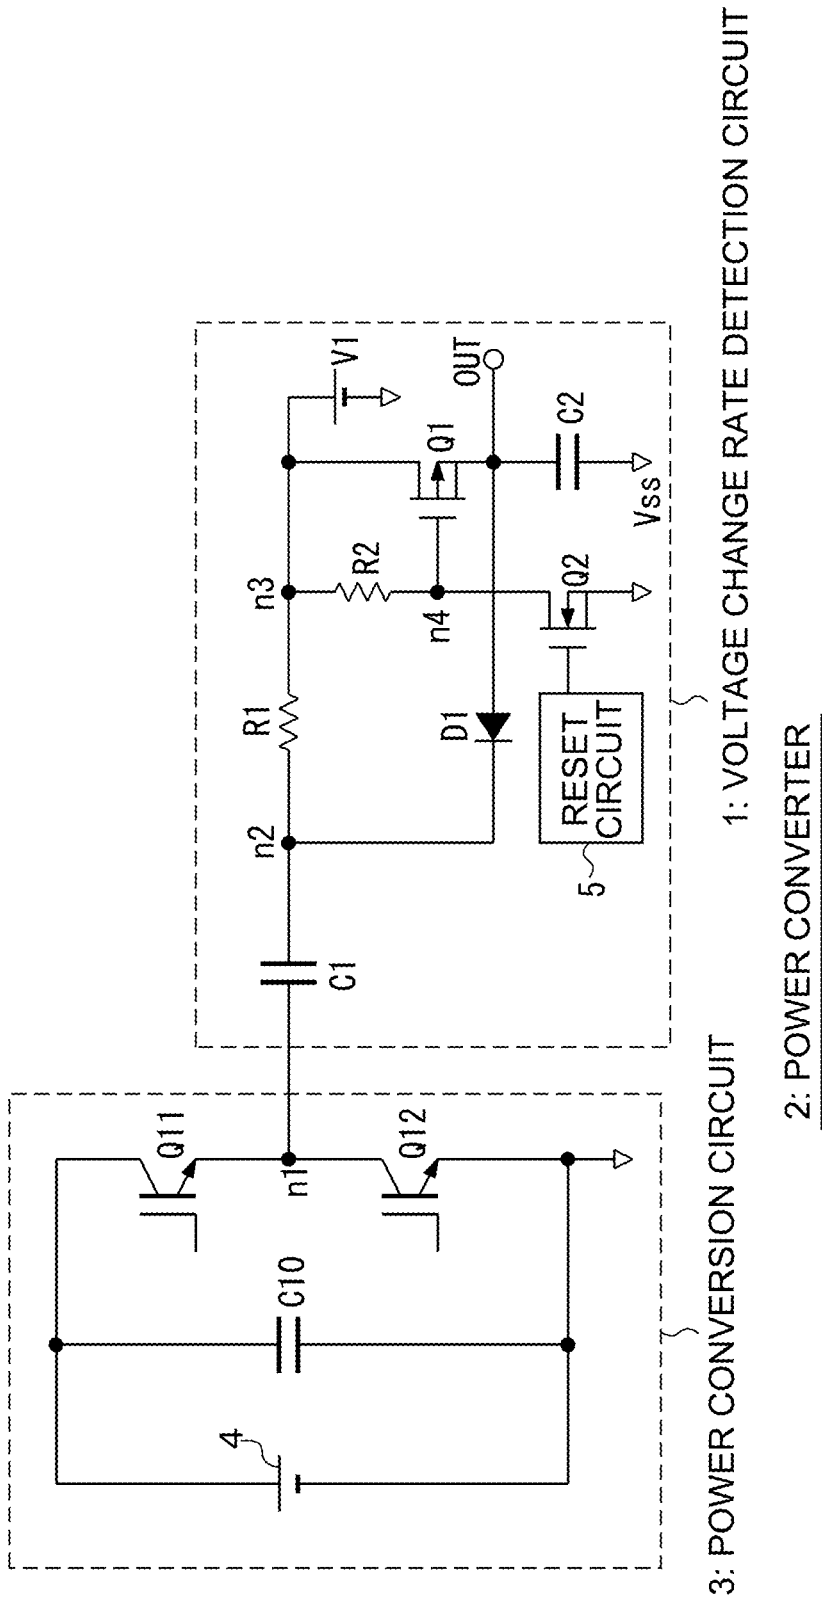 2: POWER CONVERTER
3: POWER CONVERSION CIRCUIT
1: VOLTAGE CHANGE RATE DETECTION CIRCUIT
4
C10
Q11
n1
Q12
C1
n2
R1
n3
R2
n4
V1
Q1
OUT
D1
C2
Vss
Q2
RESET
CIRCUIT
5